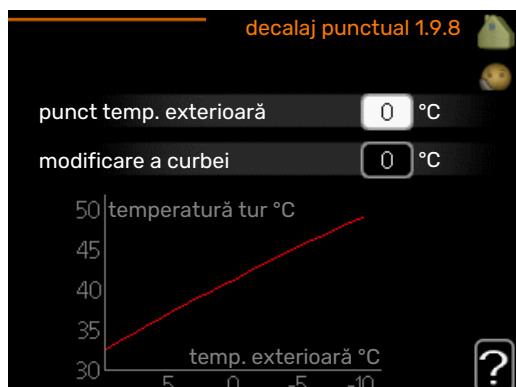 decalaj punctual 1.9.8
punct temp. exterioară 0 °C
modificare a curbei 0 °C
50 temperatură tur °C
45
40
35
30
temp. exterioară °C
5 0 -5 -10
?